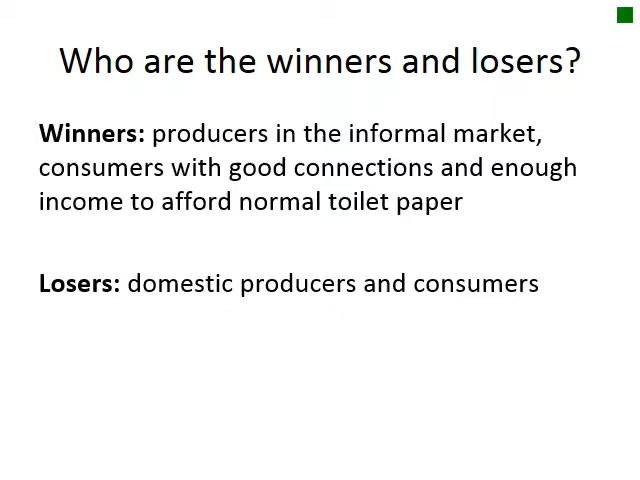 Who are the winners and losers?
Winners: producers in the informal market,
consumers with good connections and enough
income to afford normal toilet paper
Losers: domestic producers and consumers